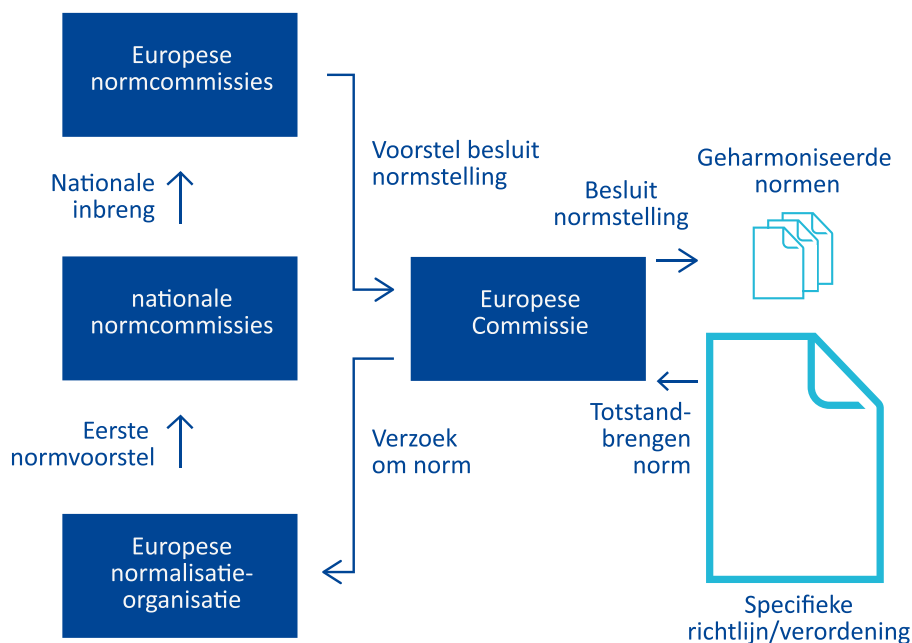 Europese
normcommissies
Voorstel besluit
normstelling
Geharmoniseerde
normen
Nationale
inbreng
Besluit
normstelling
nationale
normcommissies
Europese
Commissie
Eerste
normvoorstel
Verzoek
om norm
Totstand-
brengen
norm
Europese
normalisatie-
organisatie
Specifieke
richtlijn/verordening